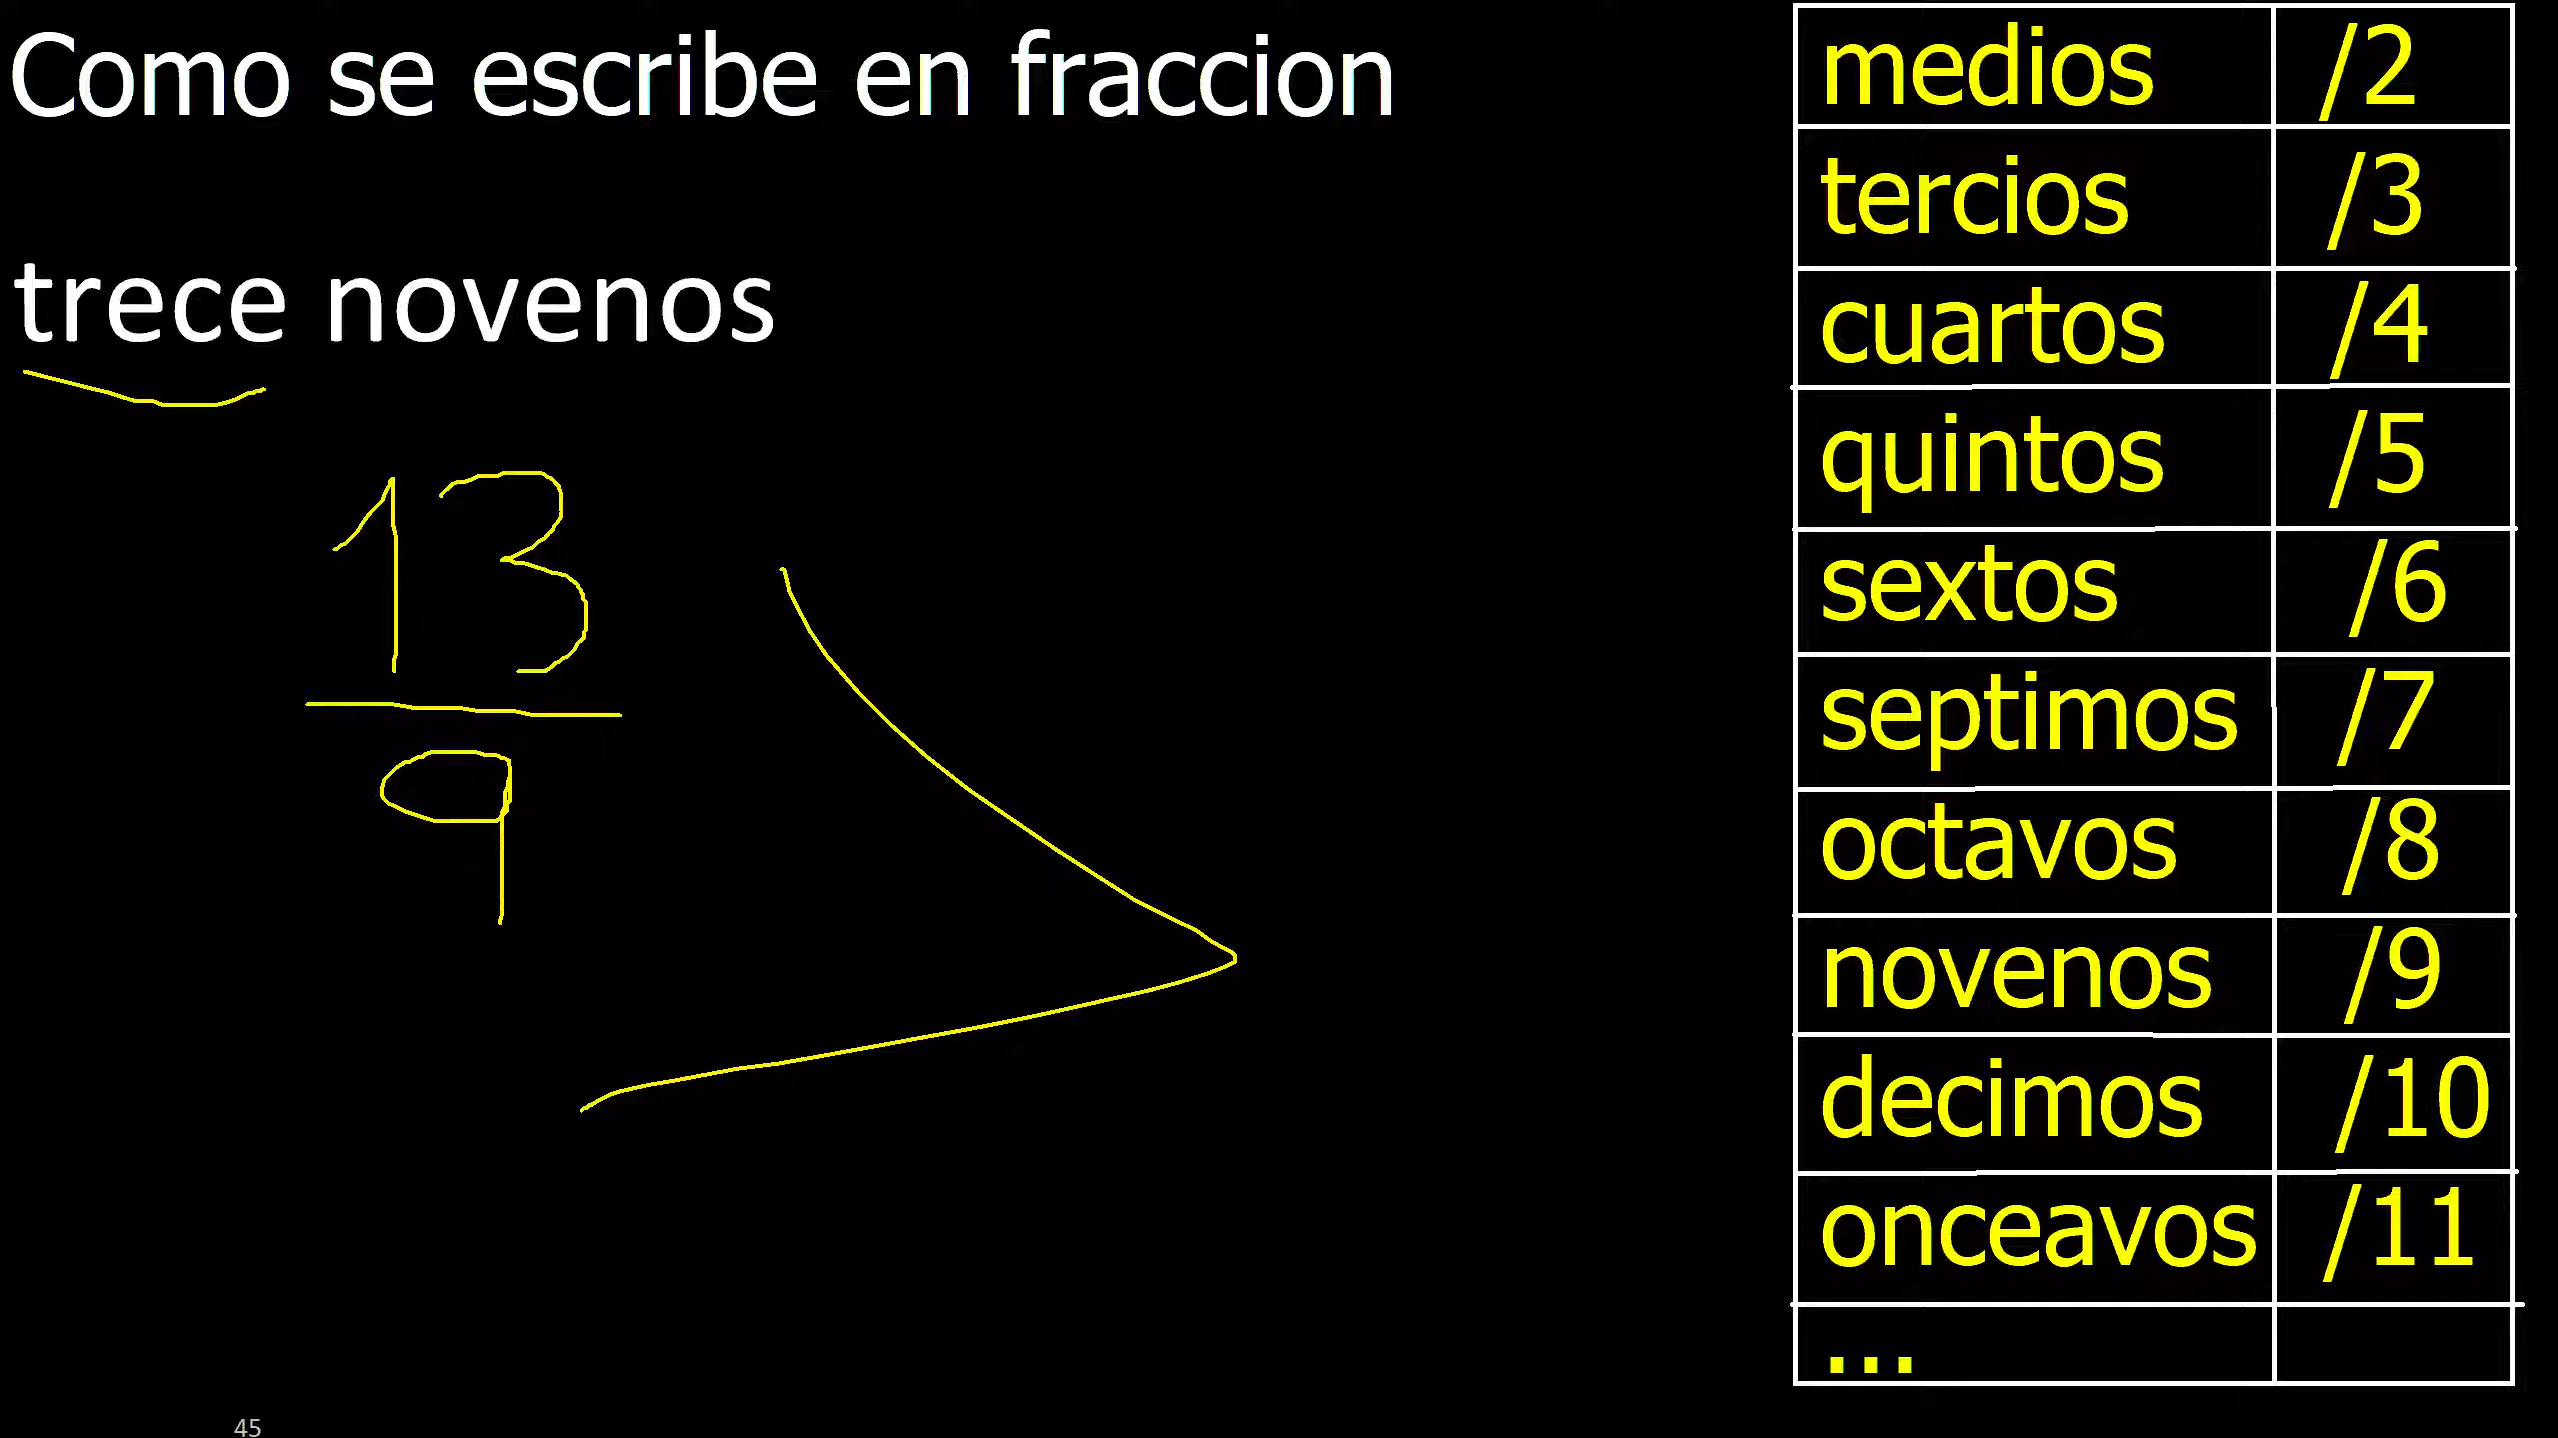 Como se escribe en fraccion
trece novenos
13
9
medios /2
tercios /3
cuartos /4
quintos /5
sextos /6
septimos /7
octavos /8
novenos /9
decimos /10
onceavos /11
...
45